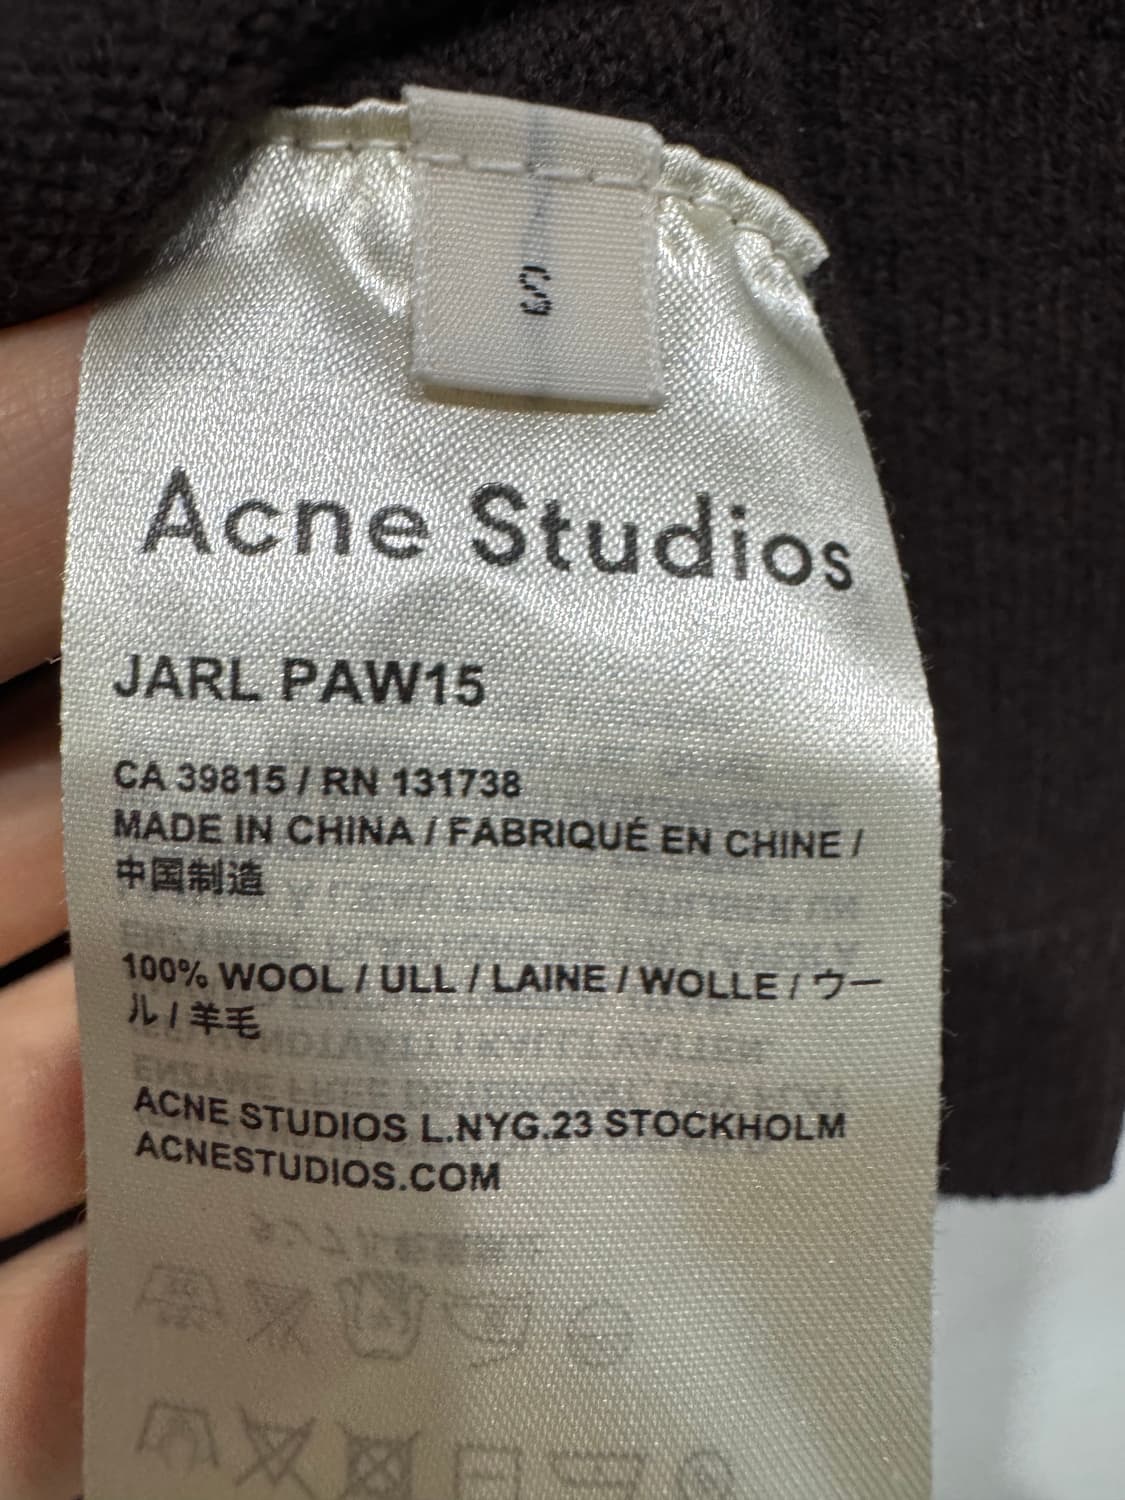 S
Acne Studios
JARL PAW15
CA 39815 / RN 131738
MADE IN CHINA / FABRIQUÉ EN CHINE /
中国制造
100% WOOL / ULL / LAINE / WOLLE / ウー
ル / 羊毛
ACNE STUDIOS L.NYG.23 STOCKHOLM
ACNESTUDIOS.COM